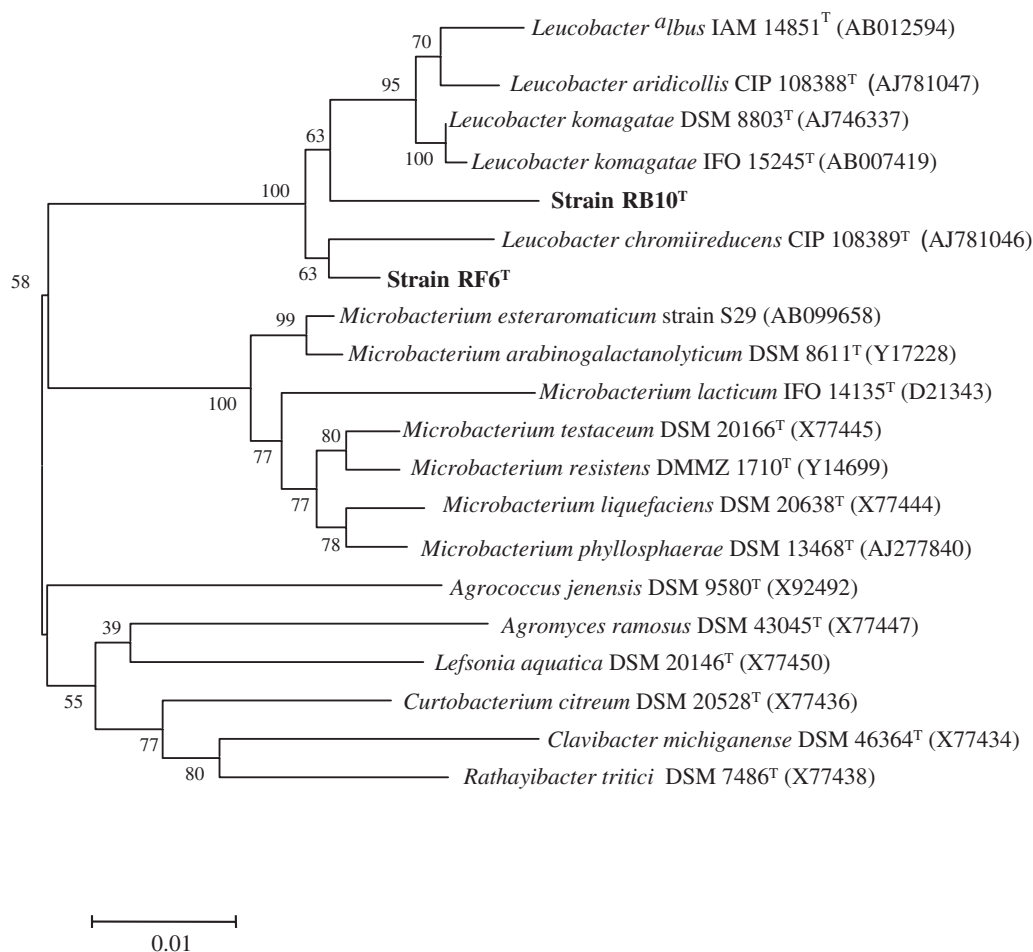 Leucobacter albus IAM 14851ᵀ (AB012594)
70
Leucobacter aridicollis CIP 108388ᵀ (AJ781047)
95
Leucobacter komagatae DSM 8803ᵀ (AJ746337)
63
100
Leucobacter komagatae IFO 15245ᵀ (AB007419)
100
Strain RB10ᵀ
Leucobacter chromiireducens CIP 108389ᵀ (AJ781046)
63
Strain RF6ᵀ
58
99
Microbacterium esteraromaticum strain S29 (AB099658)
Microbacterium arabinogalactanolyticum DSM 8611ᵀ (Y17228)
100
Microbacterium lacticum IFO 14135ᵀ (D21343)
77
80
Microbacterium testaceum DSM 20166ᵀ (X77445)
Microbacterium resistens DMMZ 1710ᵀ (Y14699)
77
Microbacterium liquefaciens DSM 20638ᵀ (X77444)
78
Microbacterium phyllosphaerae DSM 13468ᵀ (AJ277840)
Agrococcus jenensis DSM 9580ᵀ (X92492)
39
Agromyces ramosus DSM 43045ᵀ (X77447)
Lefsonia aquatica DSM 20146ᵀ (X77450)
55
Curtobacterium citreum DSM 20528ᵀ (X77436)
77
Clavibacter michiganense DSM 46364ᵀ (X77434)
80
Rathayibacter tritici DSM 7486ᵀ (X77438)
0.01